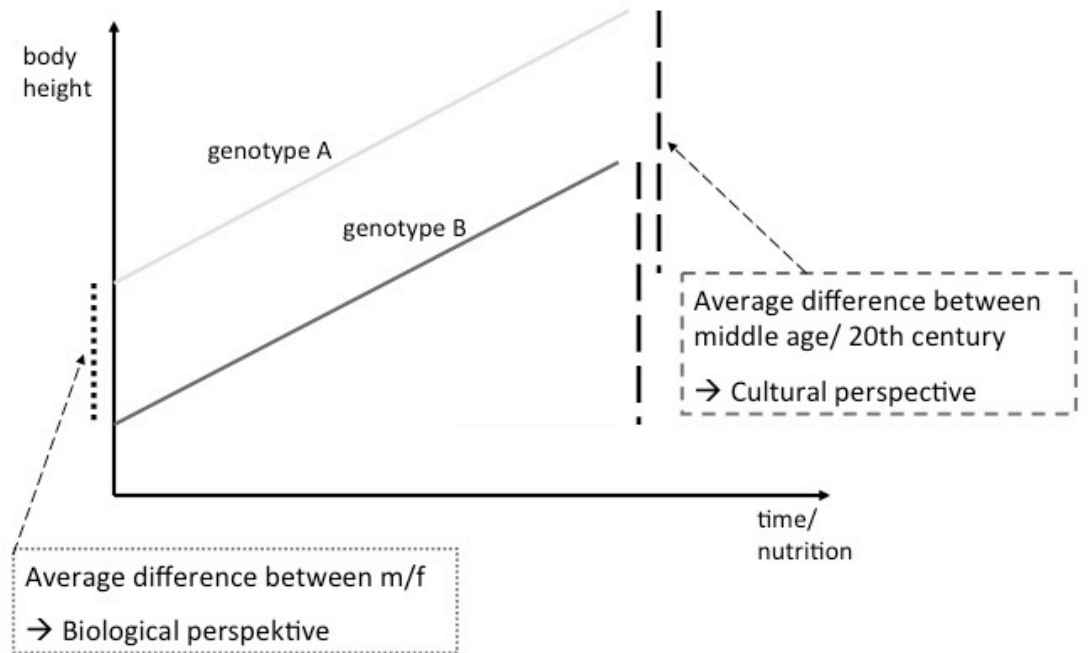 body
height
genotype A
genotype B
Average difference between
middle age/ 20th century
→ Cultural perspective
time/
nutrition
Average difference between m/f
→ Biological perspektive